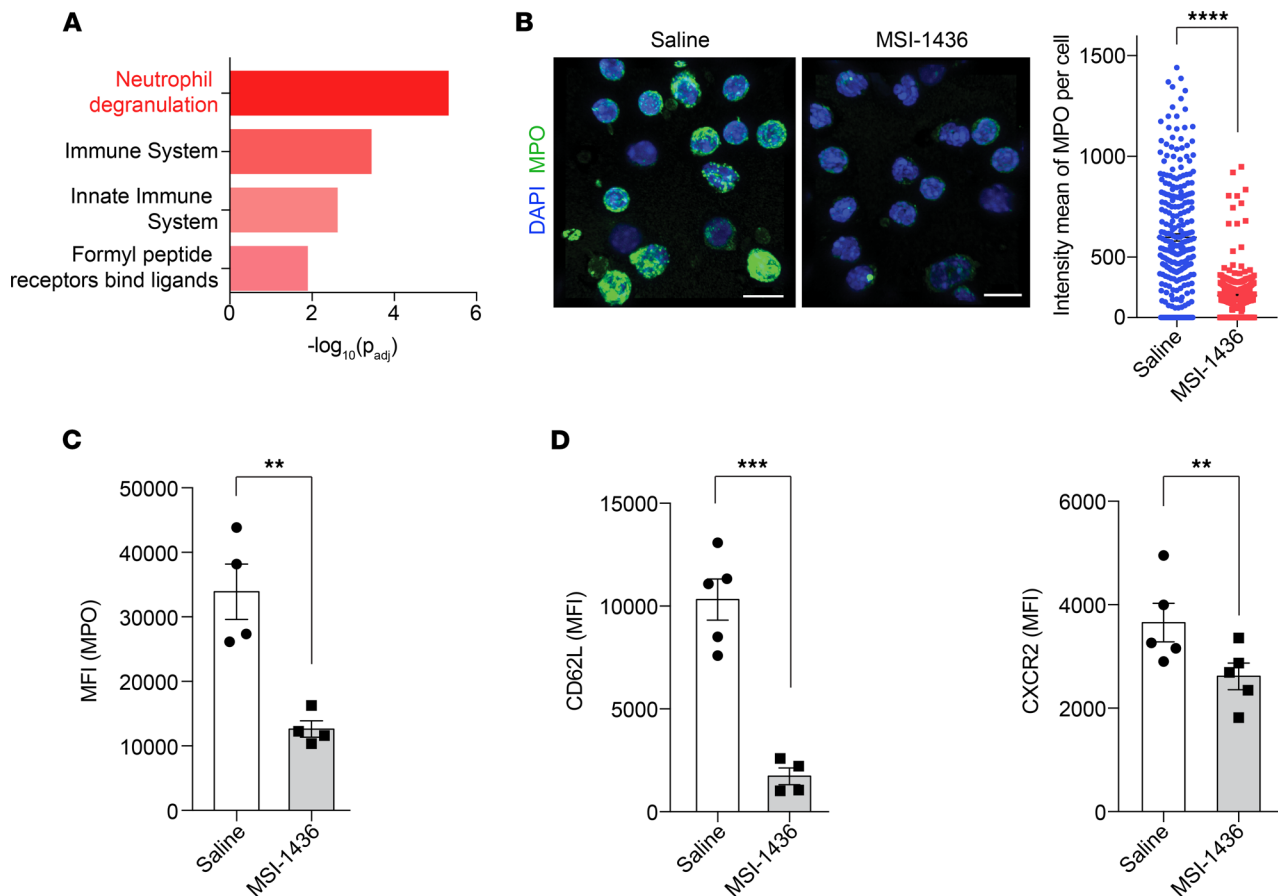 A
Neutrophil
degranulation
Immune System
Innate Immune
System
Formyl peptide
receptors bind ligands
0 2 4 6
-log10(padj)
B
Saline
MSI-1436
DAPI MPO
****
Intensity mean of MPO per cell
1500
1000
500
0
Saline
MSI-1436
C
**
MFI (MPO)
50000
40000
30000
20000
10000
0
Saline
MSI-1436
D
***
CD62L (MFI)
15000
10000
5000
0
Saline
MSI-1436
**
CXCR2 (MFI)
6000
4000
2000
0
Saline
MSI-1436